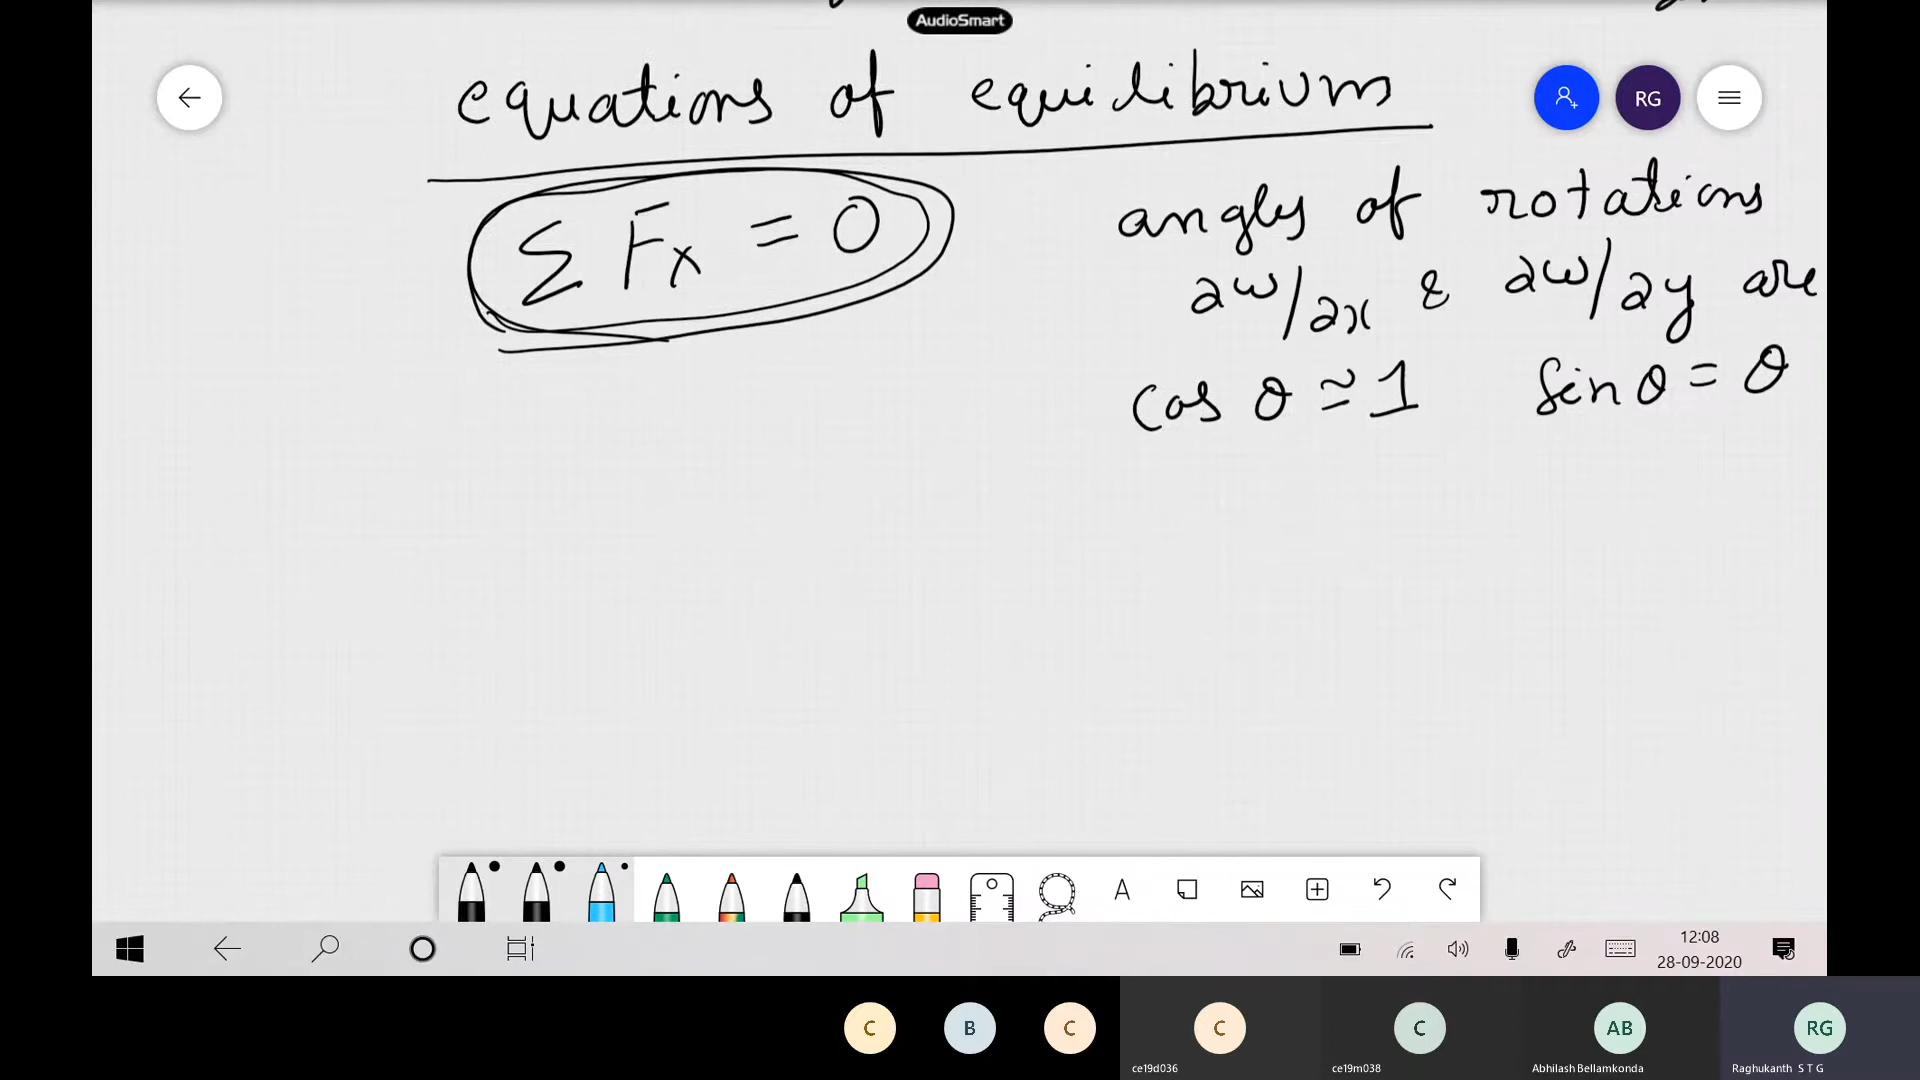 AudioSmart
equations of equilibrium
RG
Σ Fx = 0
angles of rotations
∂w/∂x & ∂w/∂y are
cos θ ≃ 1 sin θ = θ
A
12:08
28-09-2020
C B C C C AB RG
ce19d036 ce19m038 Abhilash Bellamkonda Raghukanth S T G